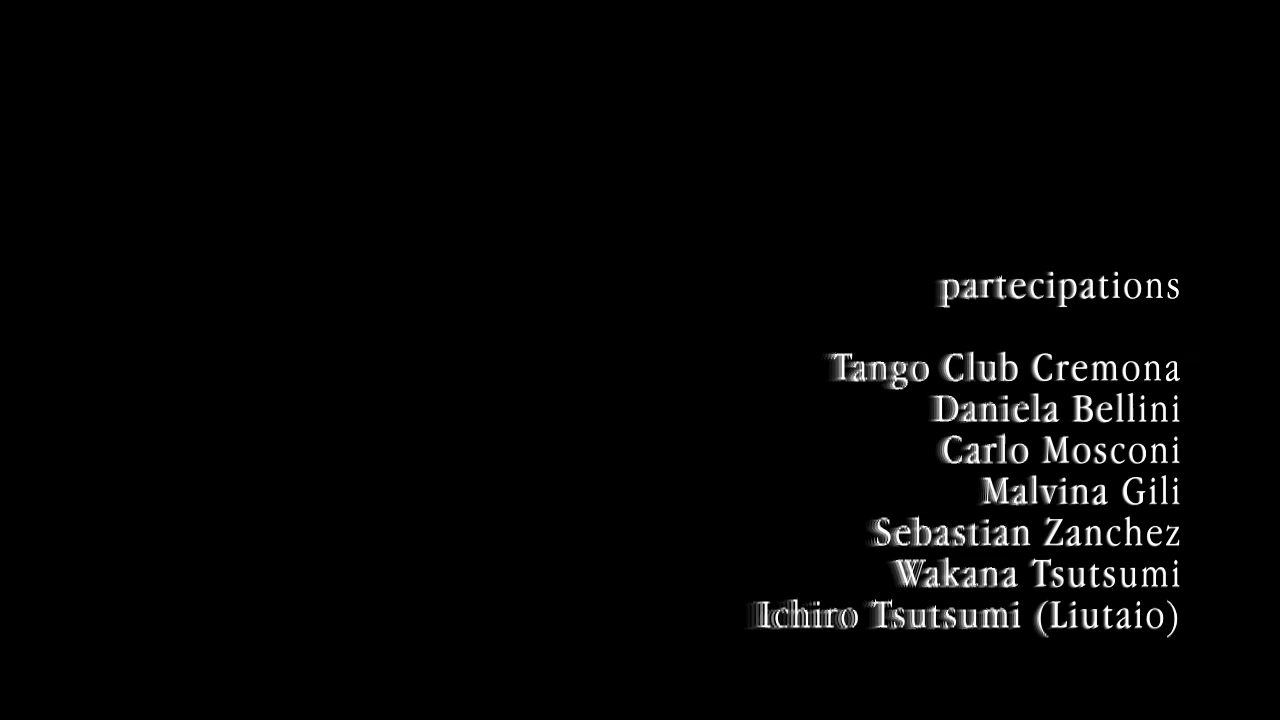 partecipations
Tango Club Cremona
Daniela Bellini
Carlo Mosconi
Malvina Gili
Sebastian Zanchez
Wakana Tsutsumi
Ichiro Tsutsumi (Liutaio)